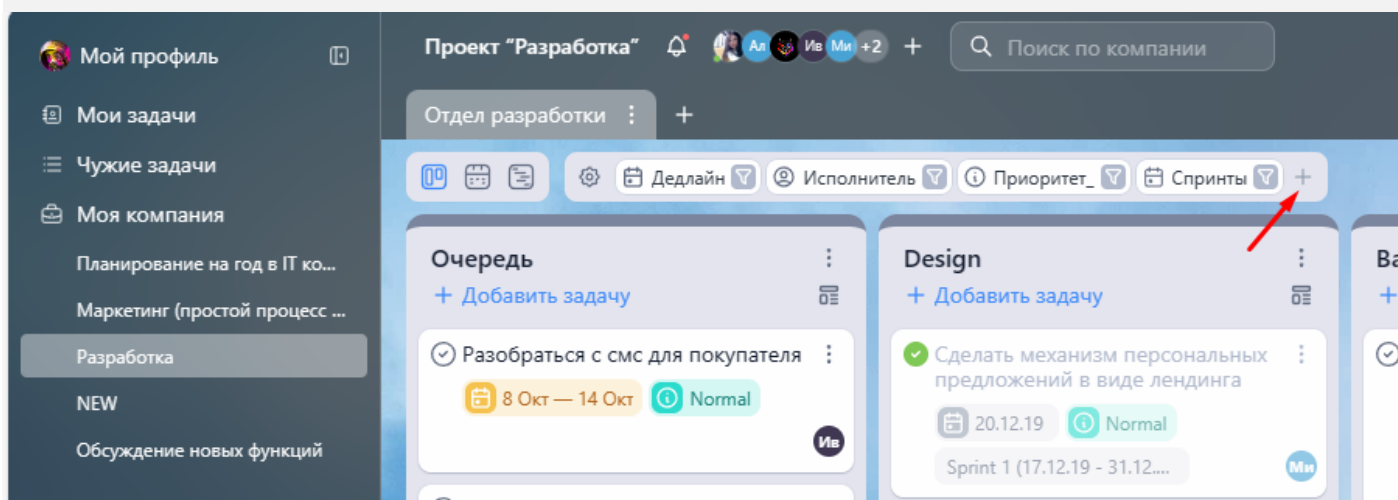 Мой профиль
Мои задачи
Чужие задачи
Моя компания
Планирование на год в IT ко...
Маркетинг (простой процесс ...
Разработка
NEW
Обсуждение новых функций
Проект “Разработка”
Ал
Ив
Ми
+2
Поиск по компании
Отдел разработки
Дедлайн
Исполнитель
Приоритет_
Спринты
Очередь
+ Добавить задачу
Разобраться с смс для покупателя
8 Окт — 14 Окт
Normal
Ив
Design
+ Добавить задачу
Сделать механизм персональных
предложений в виде лендинга
20.12.19
Normal
Sprint 1 (17.12.19 - 31.12....
Ми